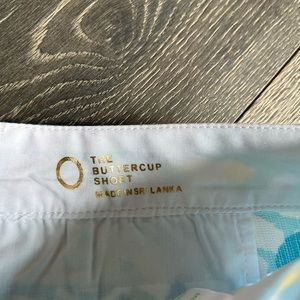 THE
BUTTERCUP
SHORT
MADE IN SRI LANKA